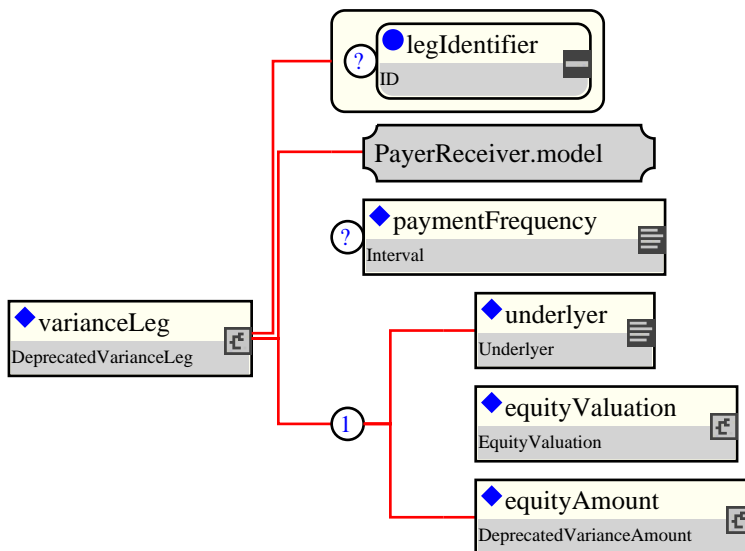 ?
legIdentifier
ID
PayerReceiver.model
?
paymentFrequency
Interval
varianceLeg
DeprecatedVarianceLeg
underlyer
Underlyer
1
equityValuation
EquityValuation
equityAmount
DeprecatedVarianceAmount